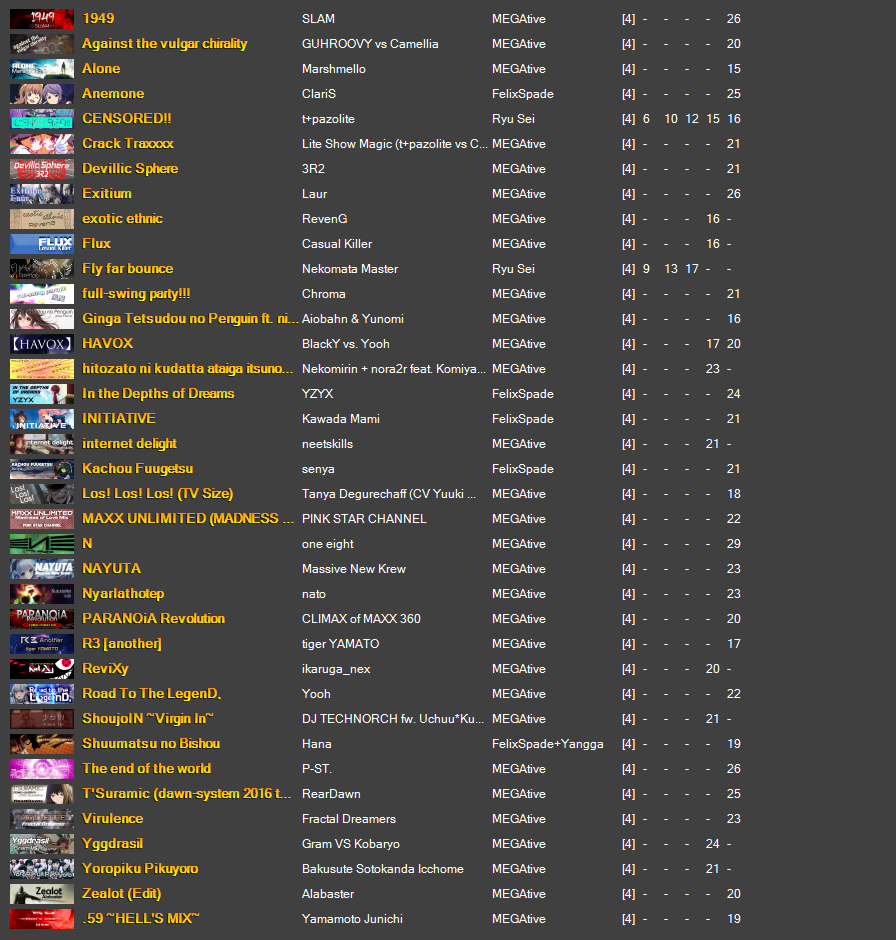 1949 SLAM MEGAtive [4] - - - - 26
Against the vulgar chirality GUHROOVY vs Camellia MEGAtive [4] - - - - 20
Alone Marshmello MEGAtive [4] - - - - 15
Anemone ClariS FelixSpade [4] - - - - 25
CENSORED!! t+pazolite Ryu Sei [4] 6 10 12 15 16
Crack Traxxxx Lite Show Magic (t+pazolite vs C... MEGAtive [4] - - - - 21
Devillic Sphere 3R2 MEGAtive [4] - - - - 21
Exitium Laur MEGAtive [4] - - - - 26
exotic ethnic RevenG MEGAtive [4] - - - 16 -
Flux Casual Killer MEGAtive [4] - - - 16 -
Fly far bounce Nekomata Master Ryu Sei [4] 9 13 17 - -
full-swing party!!! Chroma MEGAtive [4] - - - - 21
Ginga Tetsudou no Penguin ft. ni... Aiobahn & Yunomi MEGAtive [4] - - - - 16
HAVOX BlackY vs. Yooh MEGAtive [4] - - - 17 20
hitozato ni kudatta ataiga itsuno... Nekomirin + nora2r feat. Komiya... MEGAtive [4] - - - 23 -
In the Depths of Dreams YZYX FelixSpade [4] - - - - 24
INITIATIVE Kawada Mami FelixSpade [4] - - - - 21
internet delight neetskills MEGAtive [4] - - - 21 -
Kachou Fuugetsu senya FelixSpade [4] - - - - 21
Los! Los! Los! (TV Size) Tanya Degurechaff (CV Yuuki ... MEGAtive [4] - - - - 18
MAXX UNLIMITED (MADNESS ... PINK STAR CHANNEL MEGAtive [4] - - - - 22
N one eight MEGAtive [4] - - - - 29
NAYUTA Massive New Krew MEGAtive [4] - - - - 23
Nyarlathotep nato MEGAtive [4] - - - - 23
PARANOiA Revolution CLIMAX of MAXX 360 MEGAtive [4] - - - - 20
R3 [another] tiger YAMATO MEGAtive [4] - - - - 17
ReviXy ikaruga_nex MEGAtive [4] - - - 20 -
Road To The LegenD. Yooh MEGAtive [4] - - - - 22
ShoujoIN ~Virgin In~ DJ TECHNORCH fw. Uchuu*Ku... MEGAtive [4] - - - 21 -
Shuumatsu no Bishou Hana FelixSpade+Yangga [4] - - - - 19
The end of the world P-ST. MEGAtive [4] - - - - 26
T'Suramic (dawn-system 2016 t... RearDawn MEGAtive [4] - - - - 25
Virulence Fractal Dreamers MEGAtive [4] - - - - 23
Yggdrasil Gram VS Kobaryo MEGAtive [4] - - - 24 -
Yoropiku Pikuyoro Bakusute Sotokanda Icchome MEGAtive [4] - - - 21 -
Zealot (Edit) Alabaster MEGAtive [4] - - - - 20
.59 ~HELL'S MIX~ Yamamoto Junichi MEGAtive [4] - - - - 19